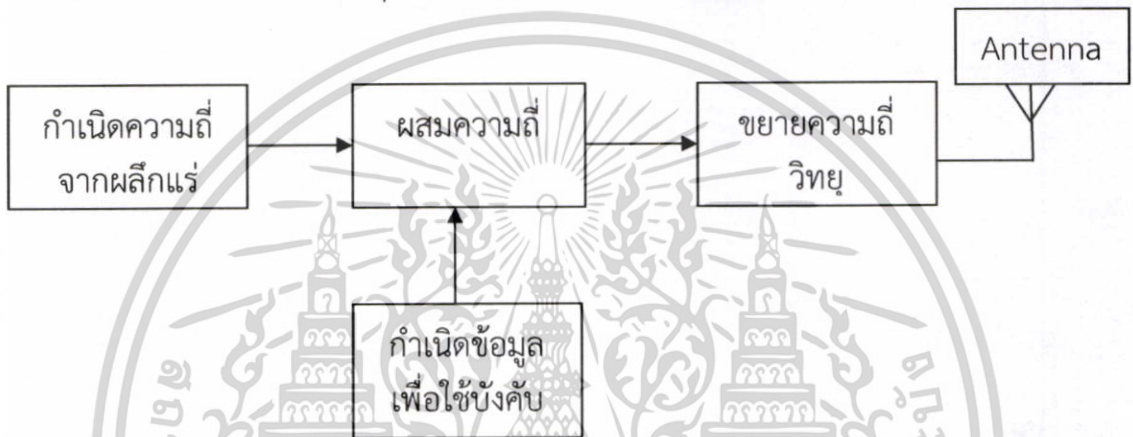 Antenna
กำเนิดความถี่
จากผลึกแร่
ผสมความถี่
ขยายความถี่
วิทยุ
กำเนิดข้อมูล
เพื่อใช้บังคับ